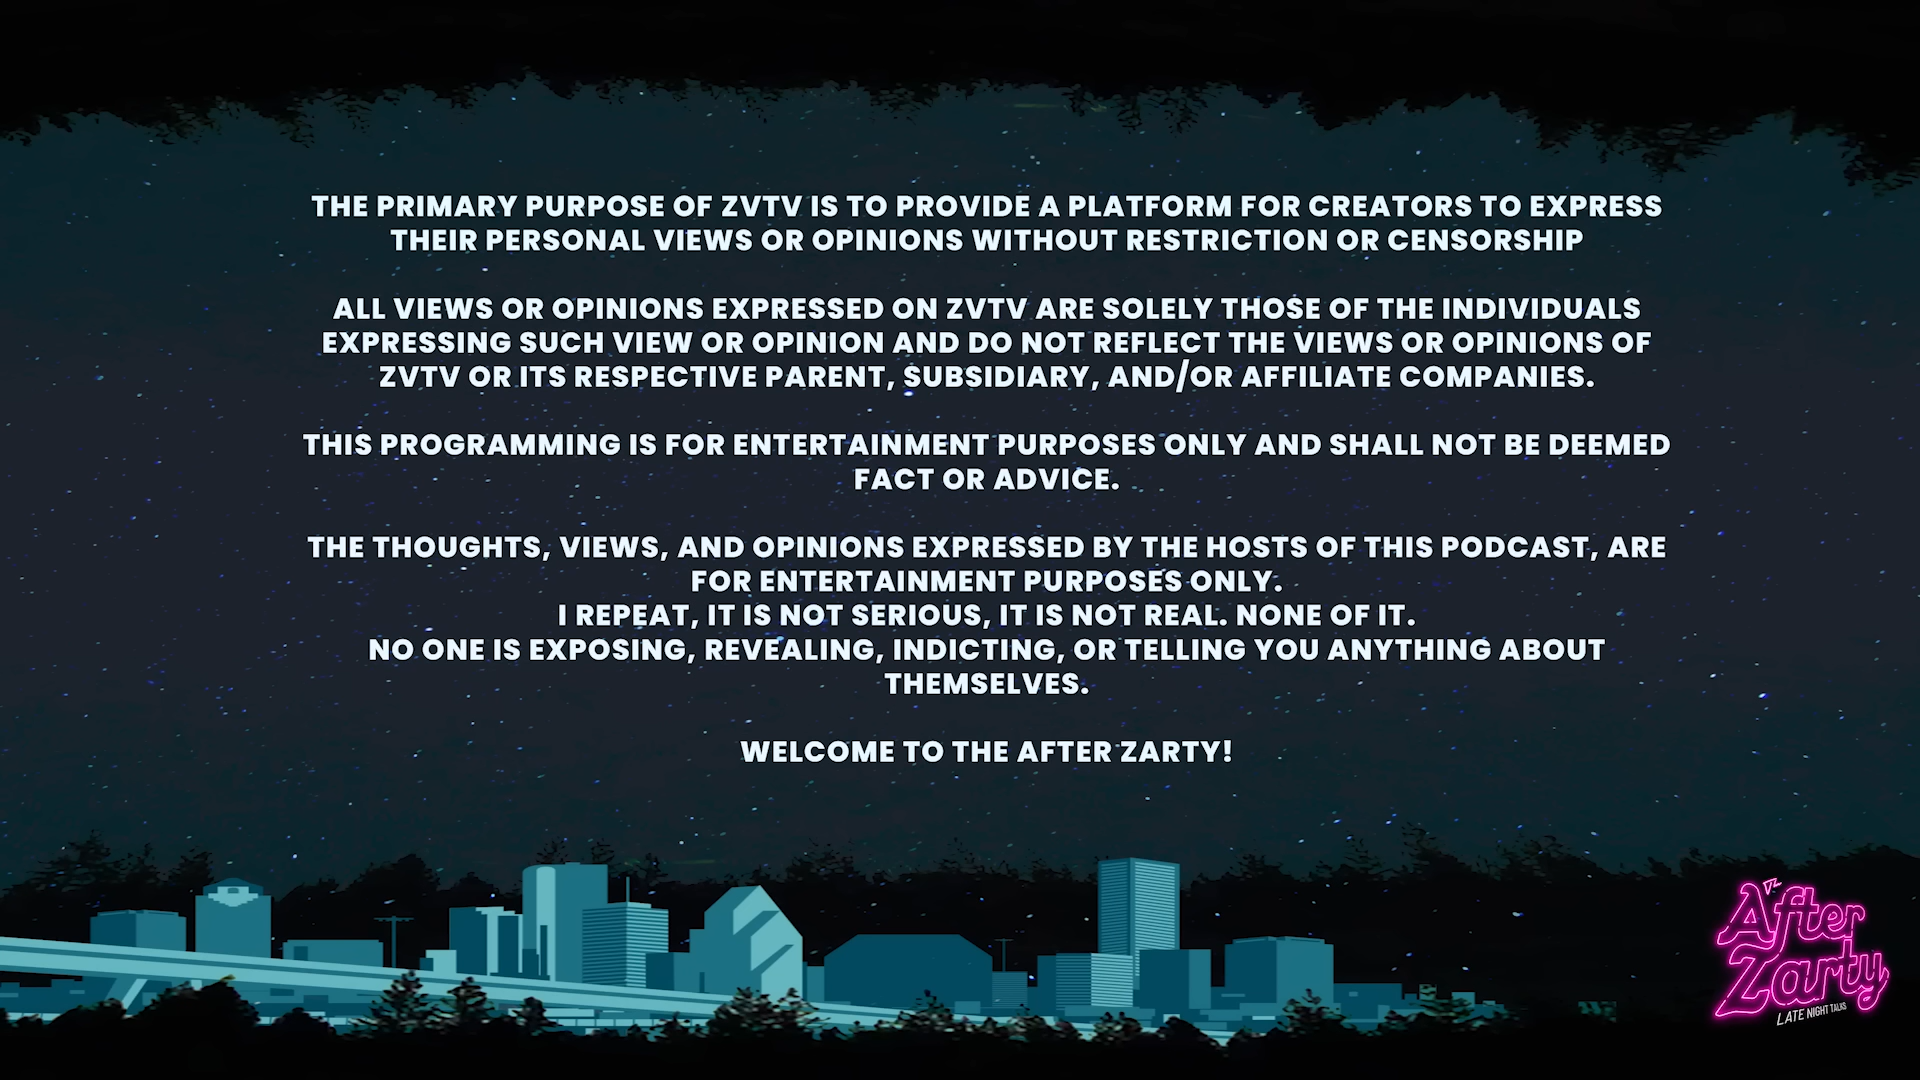 THE PRIMARY PURPOSE OF ZVTV IS TO PROVIDE A PLATFORM FOR CREATORS TO EXPRESS
THEIR PERSONAL VIEWS OR OPINIONS WITHOUT RESTRICTION OR CENSORSHIP
ALL VIEWS OR OPINIONS EXPRESSED ON ZVTV ARE SOLELY THOSE OF THE INDIVIDUALS
EXPRESSING SUCH VIEW OR OPINION AND DO NOT REFLECT THE VIEWS OR OPINIONS OF
ZVTV OR ITS RESPECTIVE PARENT, SUBSIDIARY, AND/OR AFFILIATE COMPANIES.
THIS PROGRAMMING IS FOR ENTERTAINMENT PURPOSES ONLY AND SHALL NOT BE DEEMED
FACT OR ADVICE.
THE THOUGHTS, VIEWS, AND OPINIONS EXPRESSED BY THE HOSTS OF THIS PODCAST, ARE
FOR ENTERTAINMENT PURPOSES ONLY.
I REPEAT, IT IS NOT SERIOUS, IT IS NOT REAL. NONE OF IT.
NO ONE IS EXPOSING, REVEALING, INDICTING, OR TELLING YOU ANYTHING ABOUT
THEMSELVES.
WELCOME TO THE AFTER ZARTY!
After
Zarty
LATE NIGHT TALKS